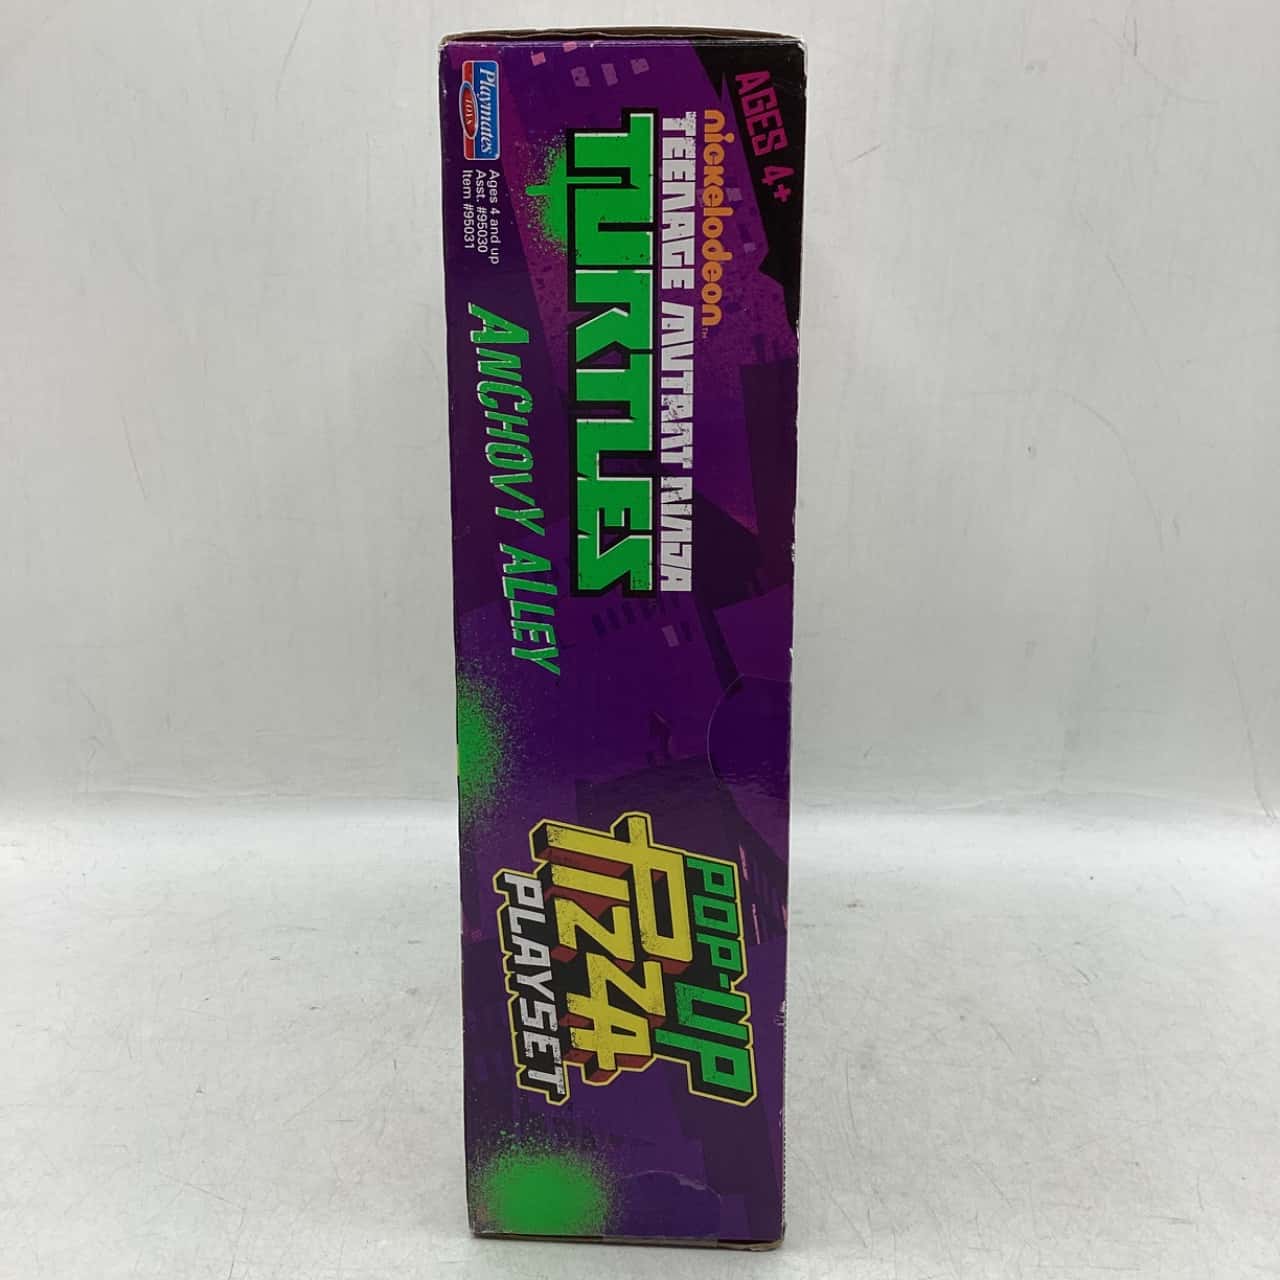 AGES 4+
nickelodeon™
TEENAGE MUTANT NINJA
TURTLES
ANCHOVY ALLEY
Playmates
TOYS
Ages 4 and up
Asst. #95030
Item #95031
POP-UP
PIZZA
PLAYSET